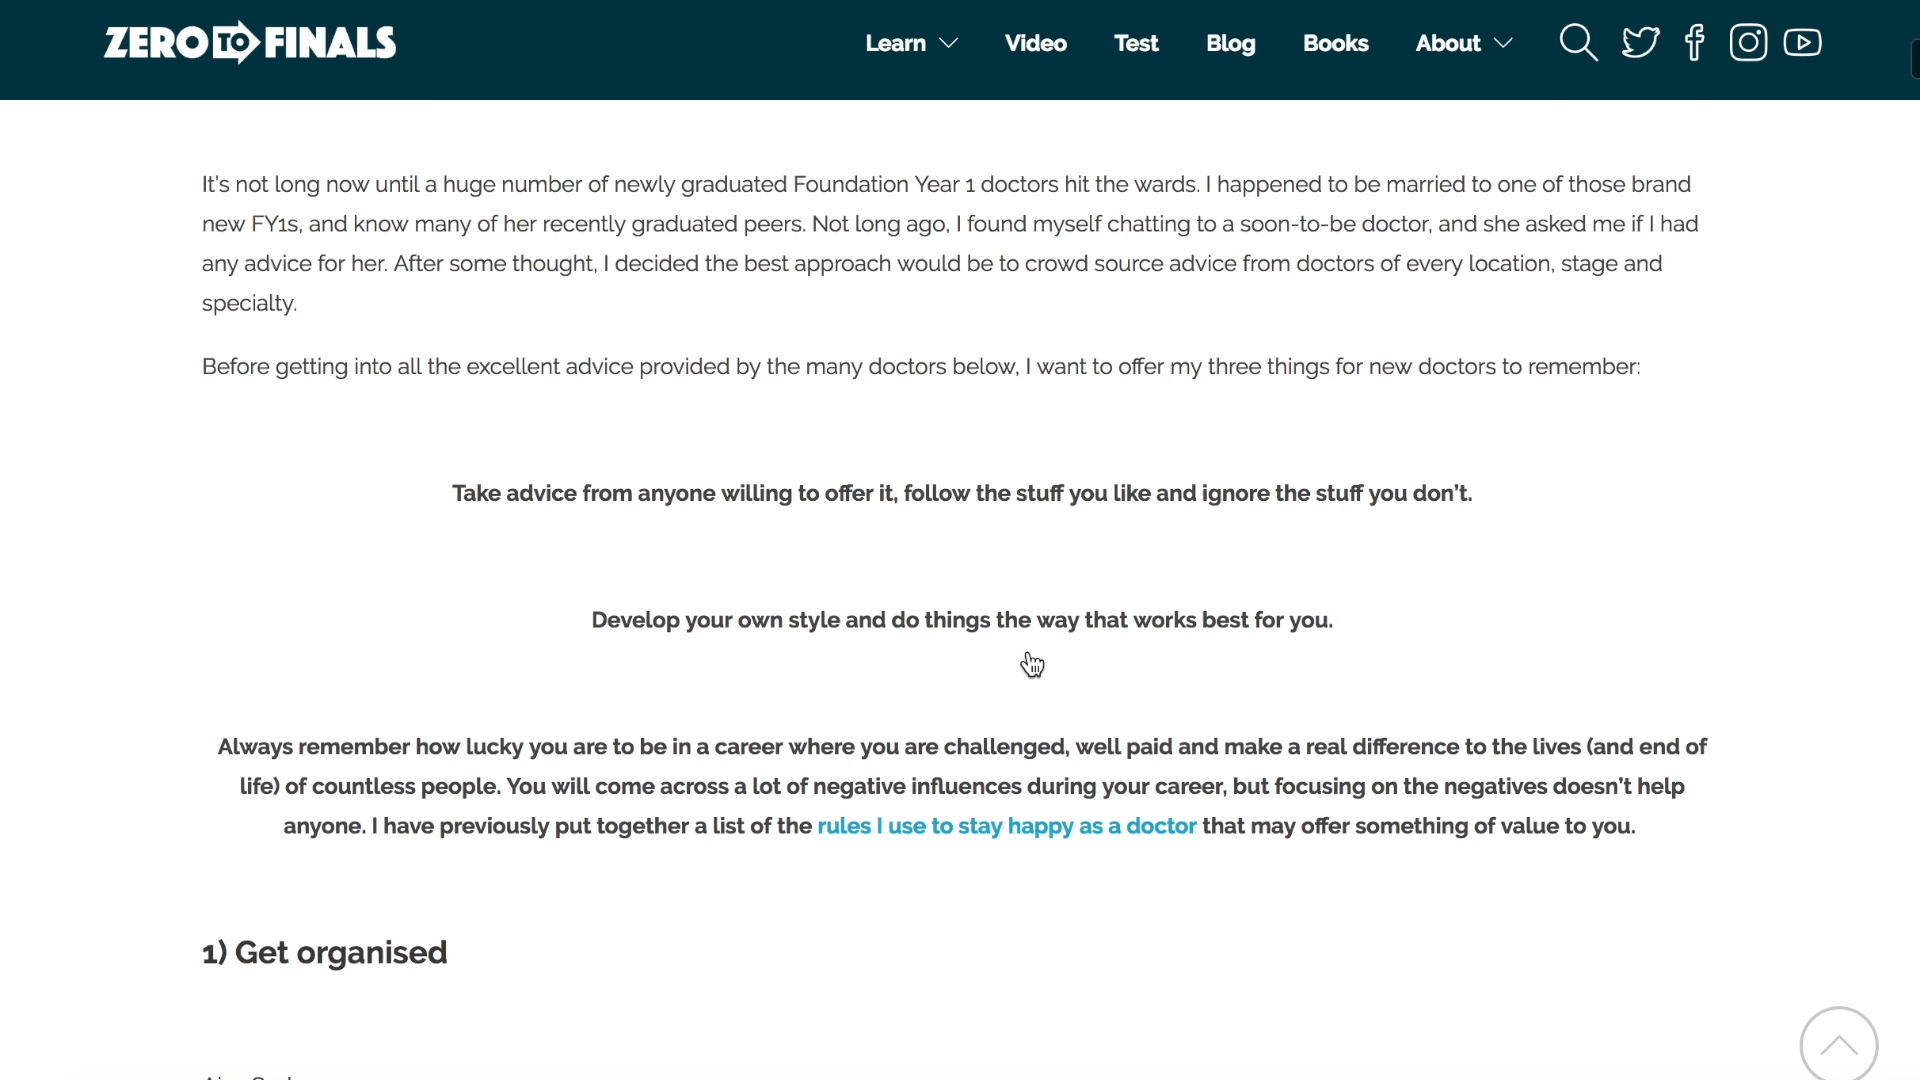 ZERO TO FINALS
Learn Video Test Blog Books About
It's not long now until a huge number of newly graduated Foundation Year 1 doctors hit the wards. I happened to be married to one of those brand
new FY1s, and know many of her recently graduated peers. Not long ago, I found myself chatting to a soon-to-be doctor, and she asked me if I had
any advice for her. After some thought, I decided the best approach would be to crowd source advice from doctors of every location, stage and
specialty.
Before getting into all the excellent advice provided by the many doctors below, I want to offer my three things for new doctors to remember:
Take advice from anyone willing to offer it, follow the stuff you like and ignore the stuff you don't.
Develop your own style and do things the way that works best for you.
Always remember how lucky you are to be in a career where you are challenged, well paid and make a real difference to the lives (and end of
life) of countless people. You will come across a lot of negative influences during your career, but focusing on the negatives doesn't help
anyone. I have previously put together a list of the rules I use to stay happy as a doctor that may offer something of value to you.
1) Get organised